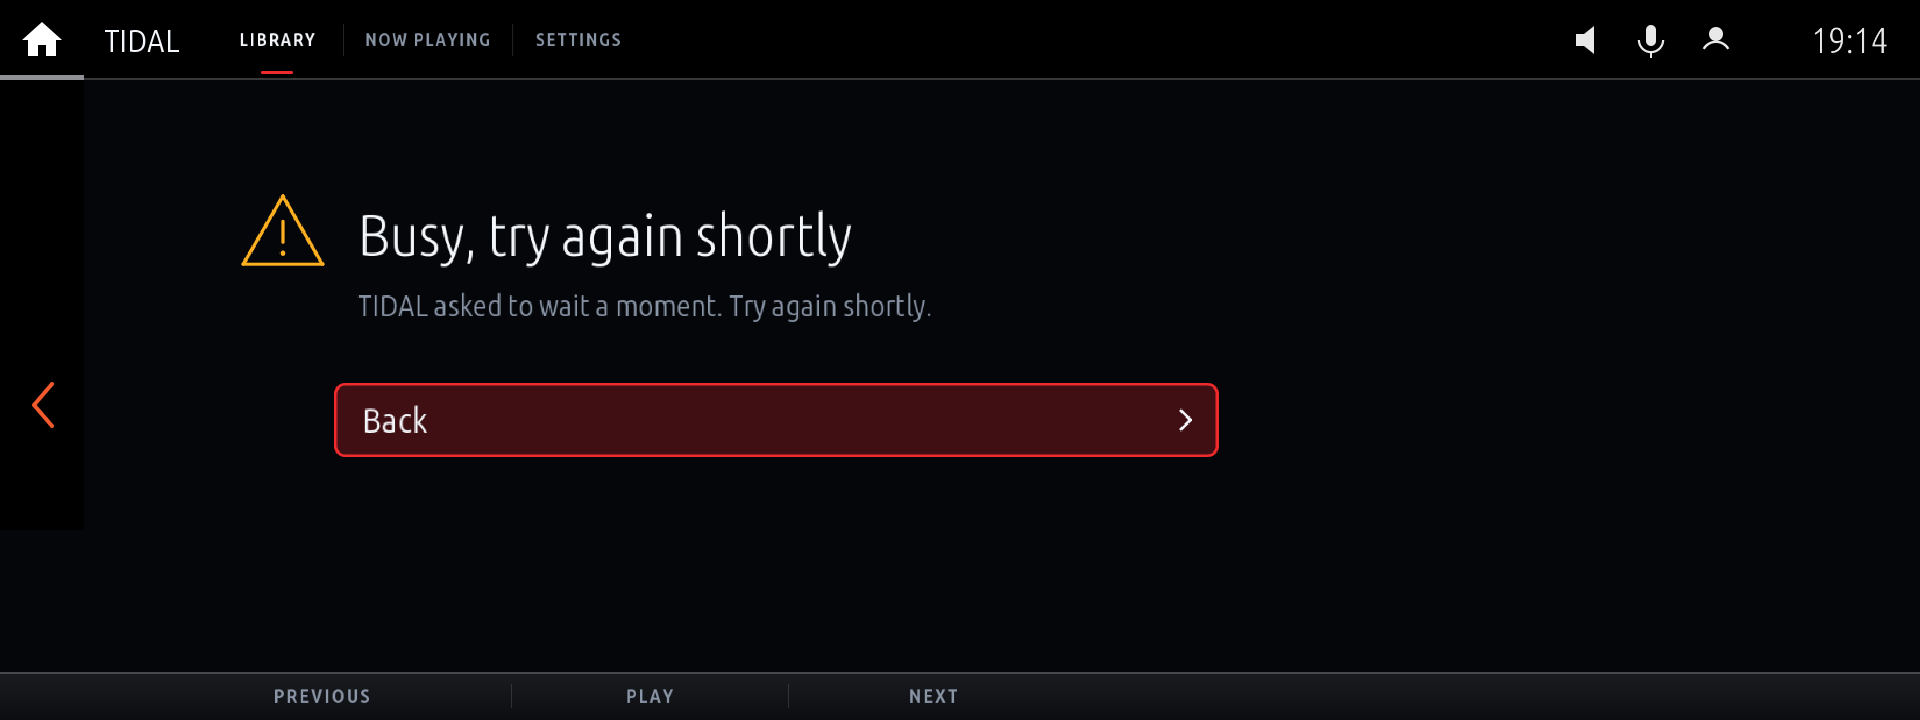 TIDAL
LIBRARY
NOW PLAYING
SETTINGS
19:14
Busy, try again shortly
TIDAL asked to wait a moment. Try again shortly.
Back
PREVIOUS
PLAY
NEXT